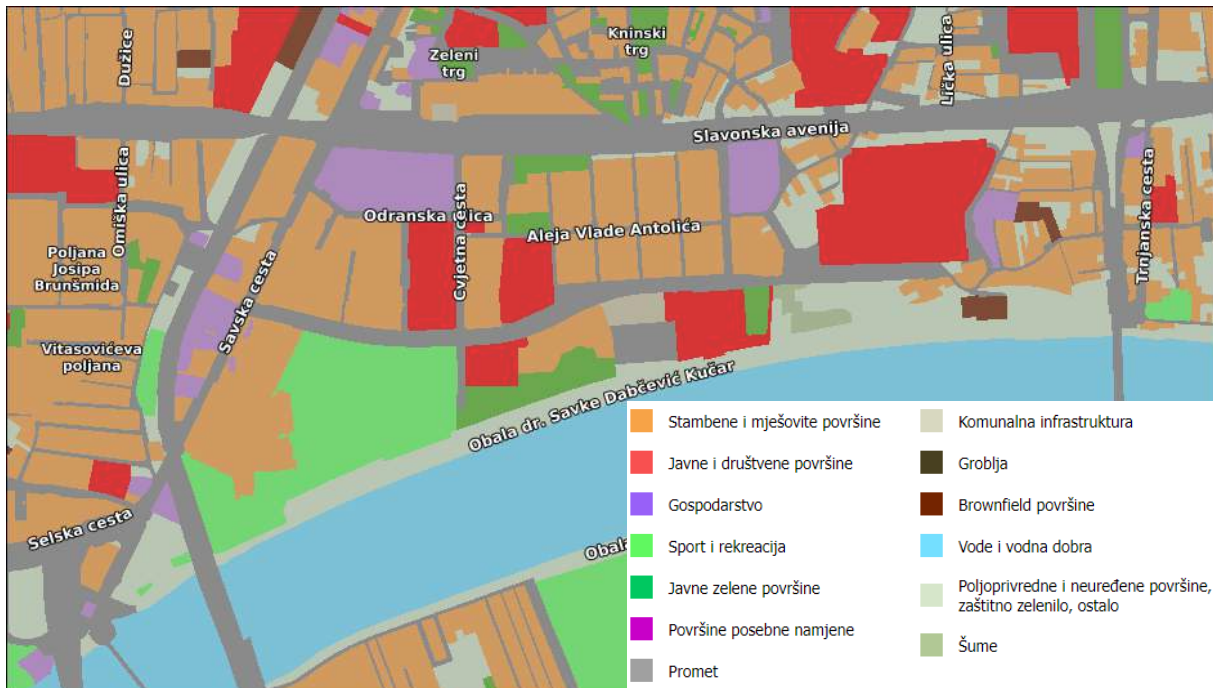 Dužice
Zeleni
trg
Kninski
trg
Lička ulica
Slavonska avenija
Omiška ulica
Odranska ulica
Cvjetna cesta
Aleja Vlade Antolića
Trnjanska cesta
Poljana
Josipa
Brunšmida
Savska cesta
Vitasovićeva
poljana
Obala dr. Savke Dabčević Kučar
Selska cesta
Stambene i mješovite površine
Javne i društvene površine
Gospodarstvo
Sport i rekreacija
Javne zelene površine
Površine posebne namjene
Promet
Komunalna infrastruktura
Groblja
Brownfield površine
Vode i vodna dobra
Poljoprivredne i neuređene površine,
zaštitno zelenilo, ostalo
Šume